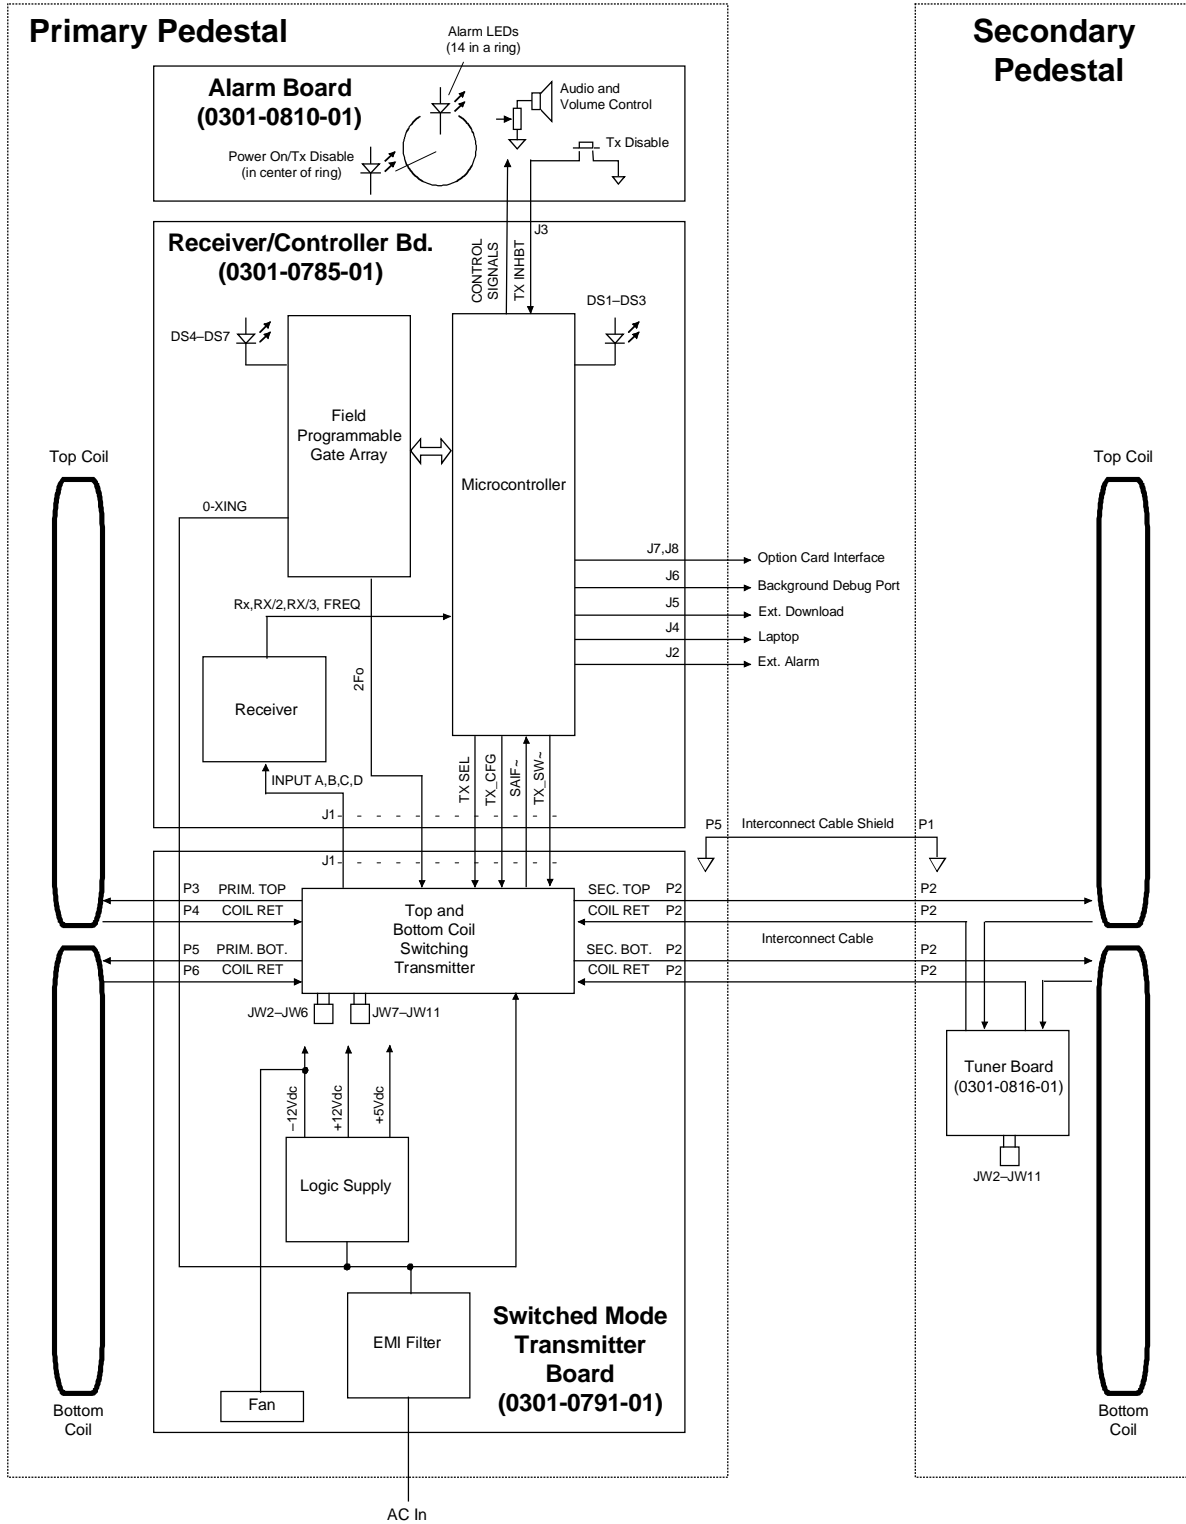 Primary Pedestal
Secondary
Pedestal
Alarm LEDs
(14 in a ring)
Alarm Board
(0301-0810-01)
Audio and
Volume Control
Power On/Tx Disable
(in center of ring)
Tx Disable
J3
Receiver/Controller Bd.
(0301-0785-01)
CONTROL
SIGNALS
TX INHBT
DS4–DS7
DS1–DS3
Field
Programmable
Gate Array
Microcontroller
Top Coil
Top Coil
0-XING
J7,J8
Option Card Interface
J6
Background Debug Port
J5
Ext. Download
J4
Laptop
J2
Ext. Alarm
Rx,RX/2,RX/3, FREQ
2Fo
Receiver
INPUT A,B,C,D
TX SEL
TX_CFG
SAIF~
TX_SW~
J1
P5
Interconnect Cable Shield
P1
J1
P3
PRIM. TOP
SEC. TOP
P2
P2
P4
COIL RET
COIL RET
P2
P2
Top and
Bottom Coil
Switching
Transmitter
Interconnect Cable
P5
PRIM. BOT.
SEC. BOT.
P2
P2
P6
COIL RET
COIL RET
P2
P2
JW2–JW6
JW7–JW11
Tuner Board
(0301-0816-01)
JW2–JW11
–12Vdc
+12Vdc
+5Vdc
Logic Supply
EMI Filter
Switched Mode
Transmitter
Board
(0301-0791-01)
Fan
Bottom
Coil
Bottom
Coil
AC In